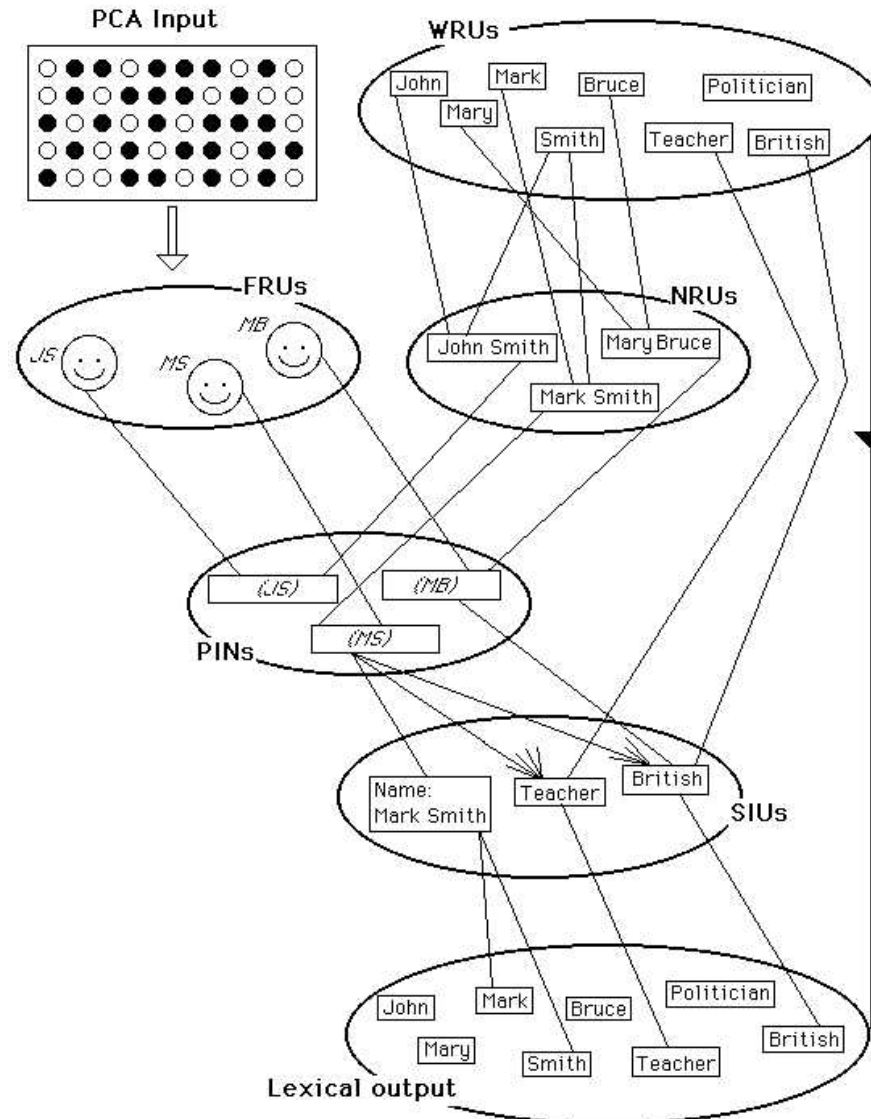 PCA Input
WRUs
John
Mark
Bruce
Politician
Mary
Smith
Teacher
British
FRUs
NRUs
JS
MS
MB
John Smith
Mary Bruce
Mark Smith
(JS)
(MB)
(MS)
PINs
Name:
Mark Smith
Teacher
British
SIUs
John
Mark
Bruce
Politician
Mary
Smith
Teacher
British
Lexical output